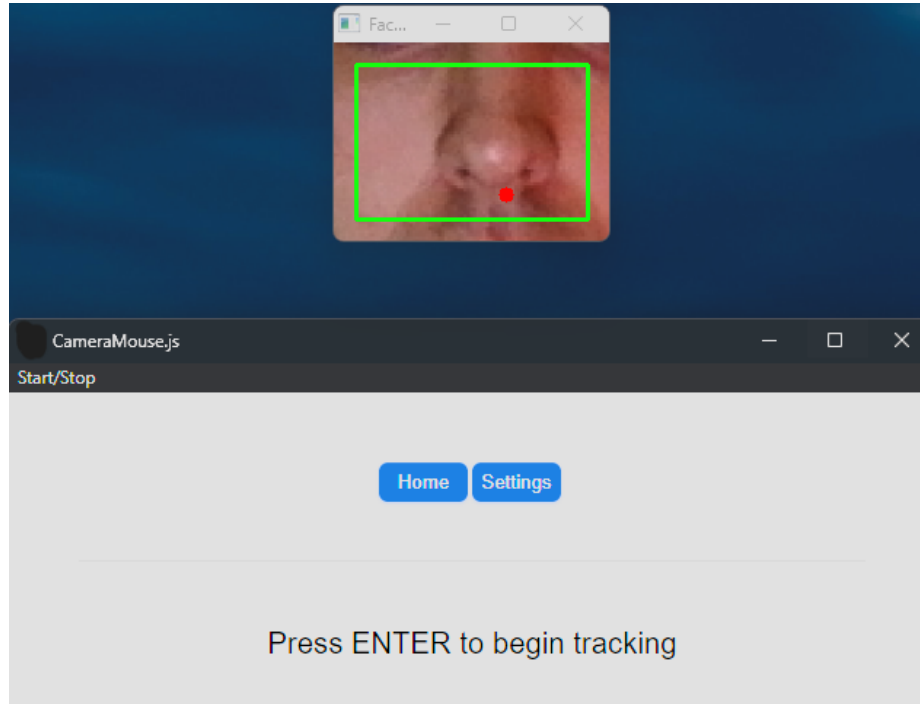 Fac...
CameraMouse.js
Start/Stop
Home Settings
Press ENTER to begin tracking